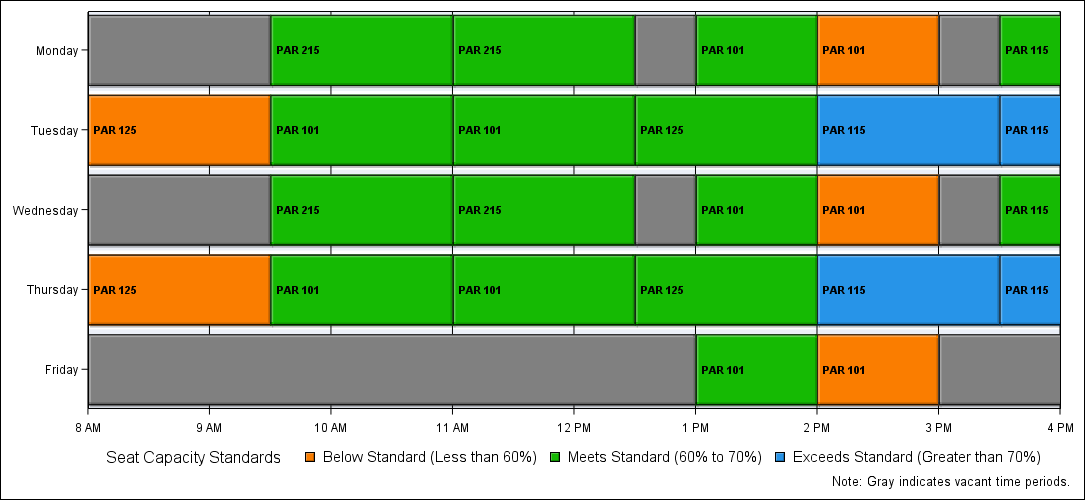 Monday PAR 215 PAR 215 PAR 101 PAR 101 PAR 115
Tuesday PAR 125 PAR 101 PAR 101 PAR 125 PAR 115 PAR 115
Wednesday PAR 215 PAR 215 PAR 101 PAR 101 PAR 115
Thursday PAR 125 PAR 101 PAR 101 PAR 125 PAR 115 PAR 115
Friday PAR 101 PAR 101
8 AM 9 AM 10 AM 11 AM 12 PM 1 PM 2 PM 3 PM 4 PM
Seat Capacity Standards Below Standard (Less than 60%) Meets Standard (60% to 70%) Exceeds Standard (Greater than 70%)
Note: Gray indicates vacant time periods.